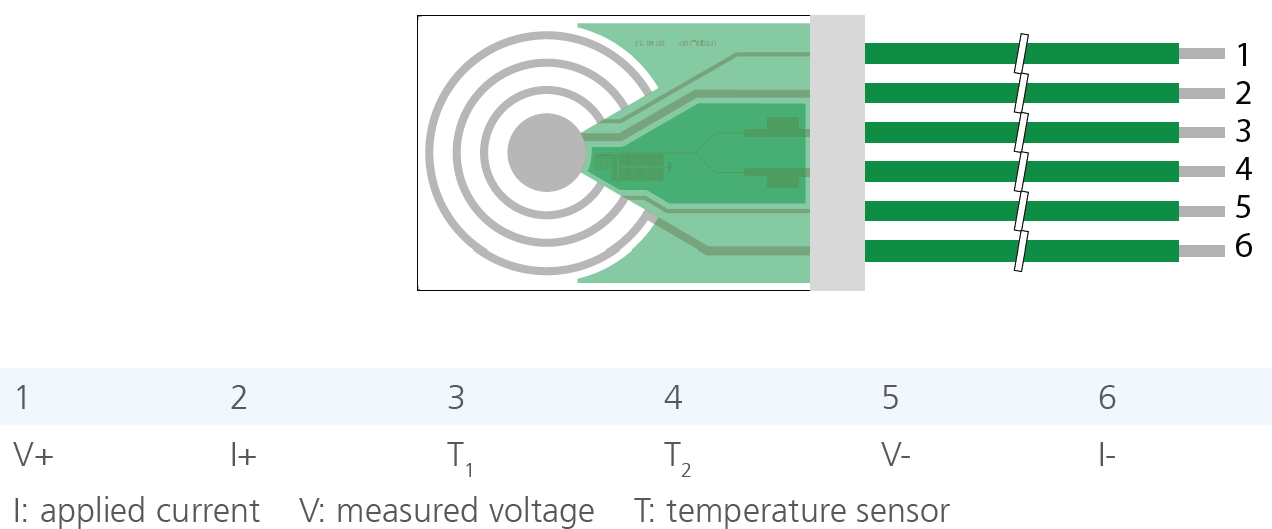 1
2
3
4
5
6
1 2 3 4 5 6
V+ I+ T1 T2 V- I-
I: applied current V: measured voltage T: temperature sensor